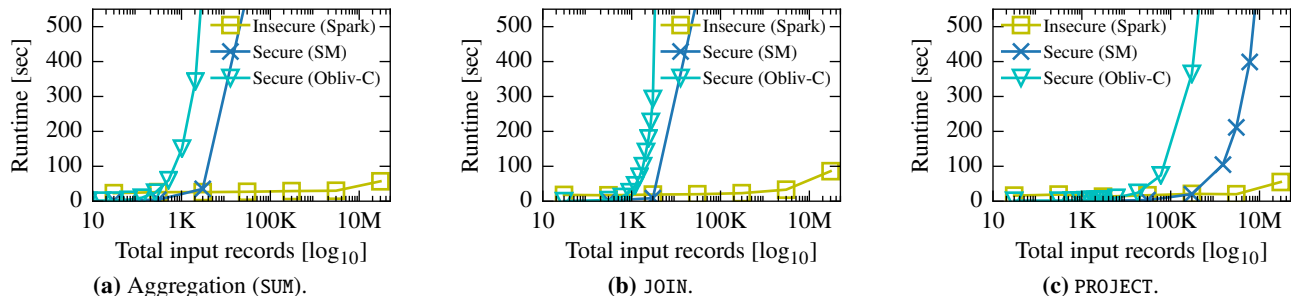 500
400
300
200
100
0
Runtime [sec]
Insecure (Spark)
Secure (SM)
Secure (Obliv-C)
10 1K 100K 10M
Total input records [log10]
(a) Aggregation (SUM).
500
400
300
200
100
0
Runtime [sec]
Insecure (Spark)
Secure (SM)
Secure (Obliv-C)
10 1K 100K 10M
Total input records [log10]
(b) JOIN.
500
400
300
200
100
0
Runtime [sec]
Insecure (Spark)
Secure (SM)
Secure (Obliv-C)
10 1K 100K 10M
Total input records [log10]
(c) PROJECT.